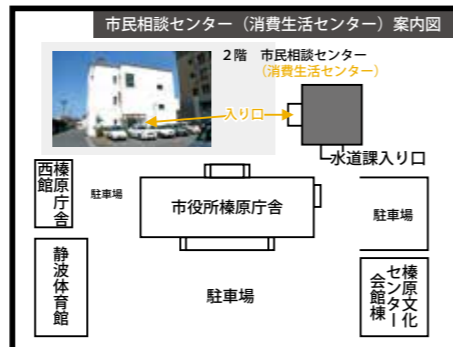 市民相談センター（消費生活センター）案内図
2階　市民相談センター
（消費生活センター）
入り口
水道課入り口
榛原庁舎
西館
駐車場
市役所榛原庁舎
駐車場
静波体育館
駐車場
榛原文化
センター
会館棟